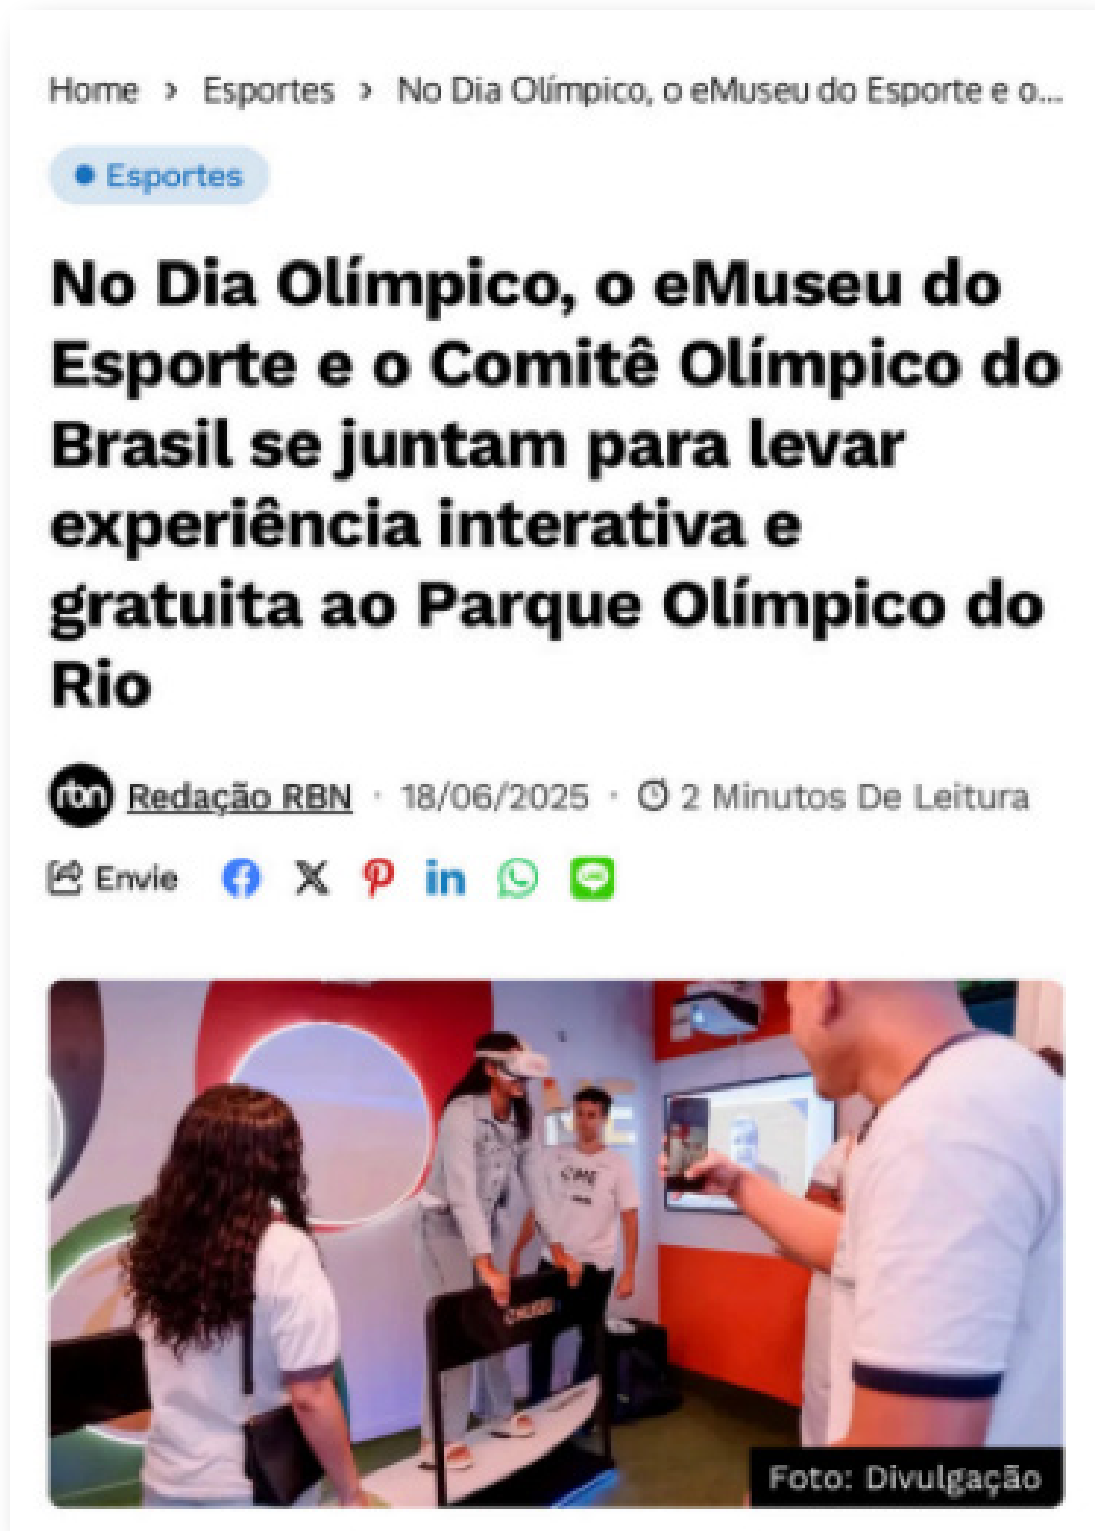 Home › Esportes › No Dia Olímpico, o eMuseu do Esporte e o...
Esportes
No Dia Olímpico, o eMuseu do
Esporte e o Comitê Olímpico do
Brasil se juntam para levar
experiência interativa e
gratuita ao Parque Olímpico do
Rio
rbn Redação RBN · 18/06/2025 · 2 Minutos De Leitura
Envie
Foto: Divulgação